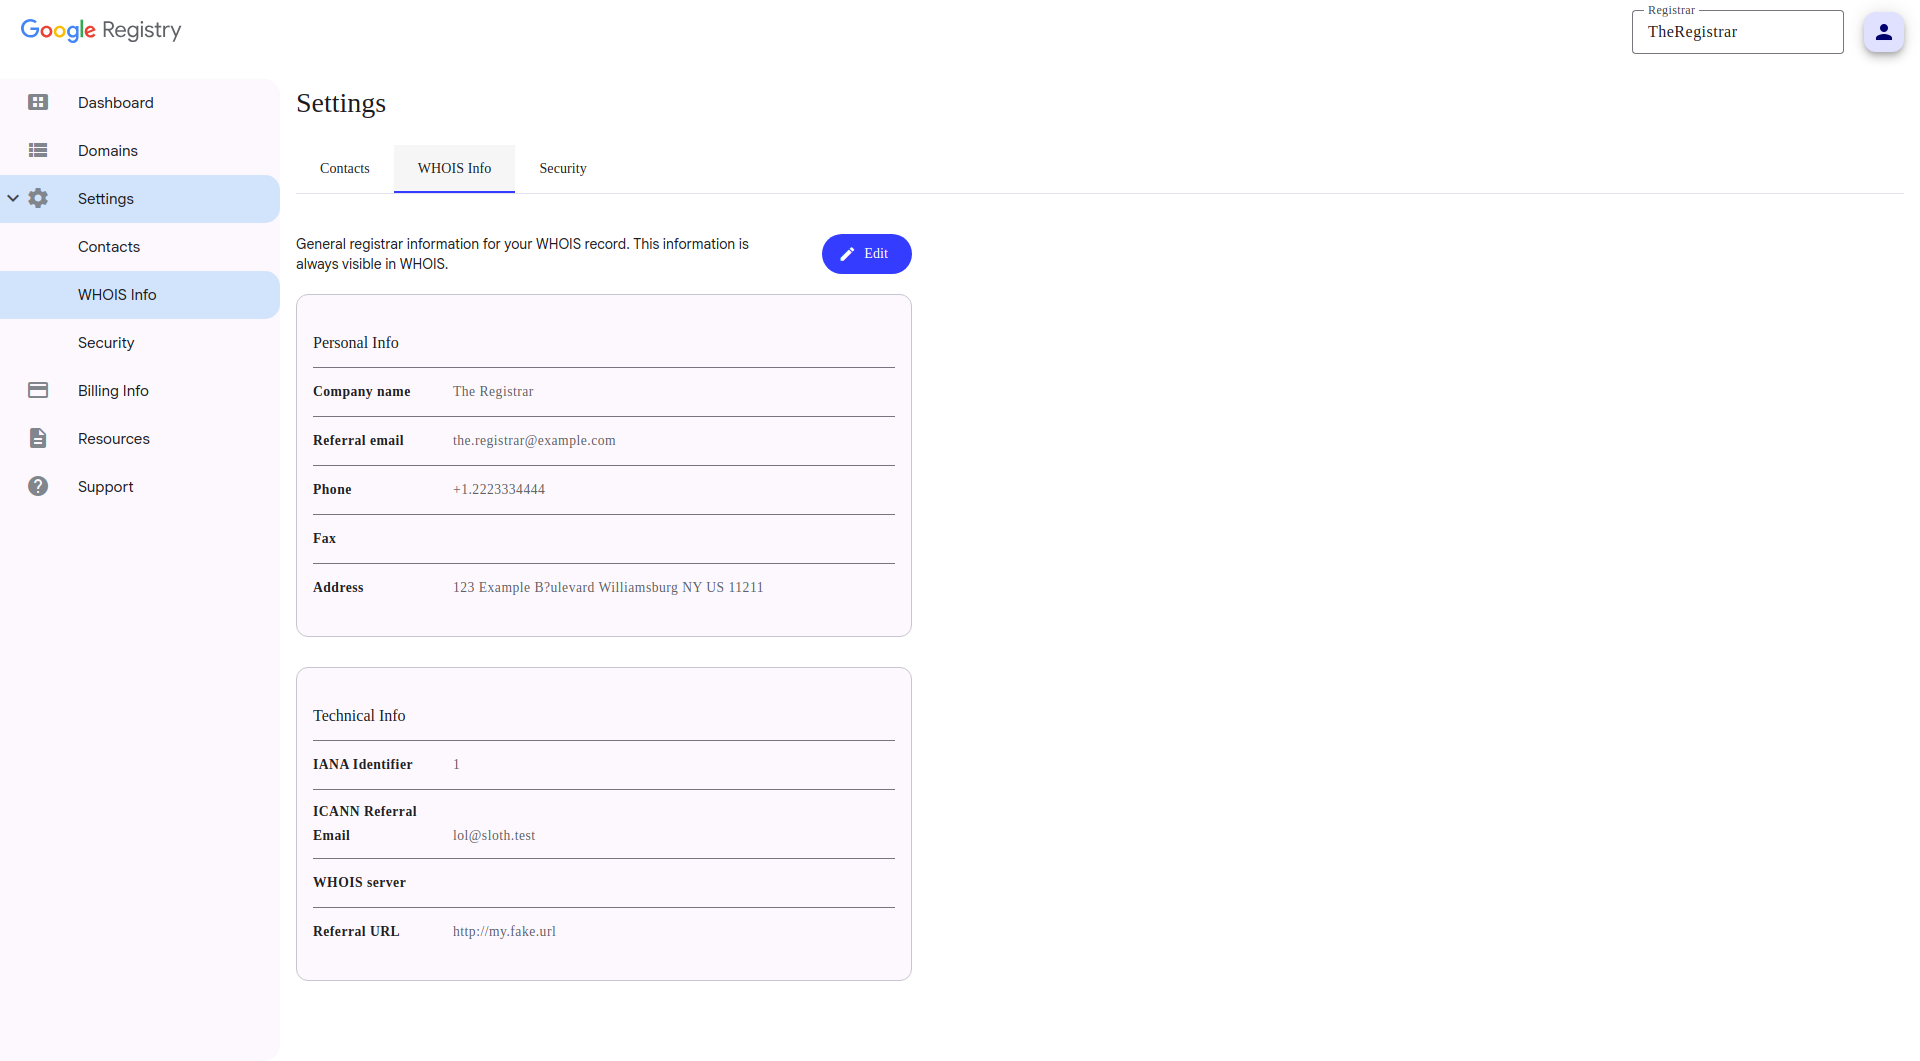 Google Registry
Registrar
TheRegistrar
Dashboard
Domains
Settings
Contacts
WHOIS Info
Security
Billing Info
Resources
Support
Settings
Contacts
WHOIS Info
Security
General registrar information for your WHOIS record. This information is
always visible in WHOIS.
Edit
Personal Info
Company name The Registrar
Referral email the.registrar@example.com
Phone +1.2223334444
Fax
Address 123 Example B?ulevard Williamsburg NY US 11211
Technical Info
IANA Identifier 1
ICANN Referral
Email lol@sloth.test
WHOIS server
Referral URL http://my.fake.url